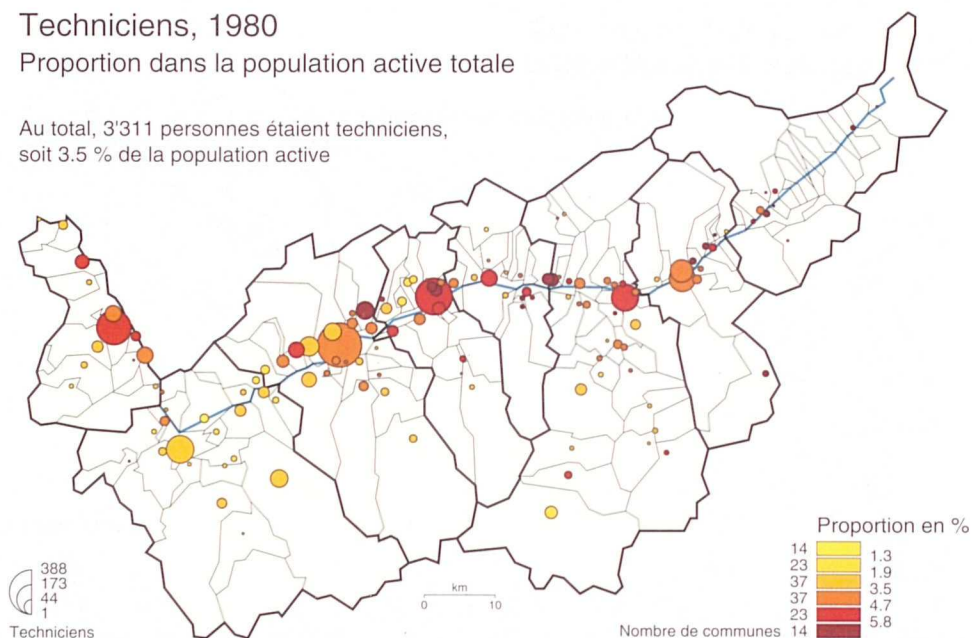 Techniciens, 1980
Proportion dans la population active totale
Au total, 3'311 personnes étaient techniciens,
soit 3.5 % de la population active
388
173
44
1
Techniciens
km
0 10
Proportion en %
14
1.3
23
1.9
37
3.5
37
4.7
23
5.8
Nombre de communes 14